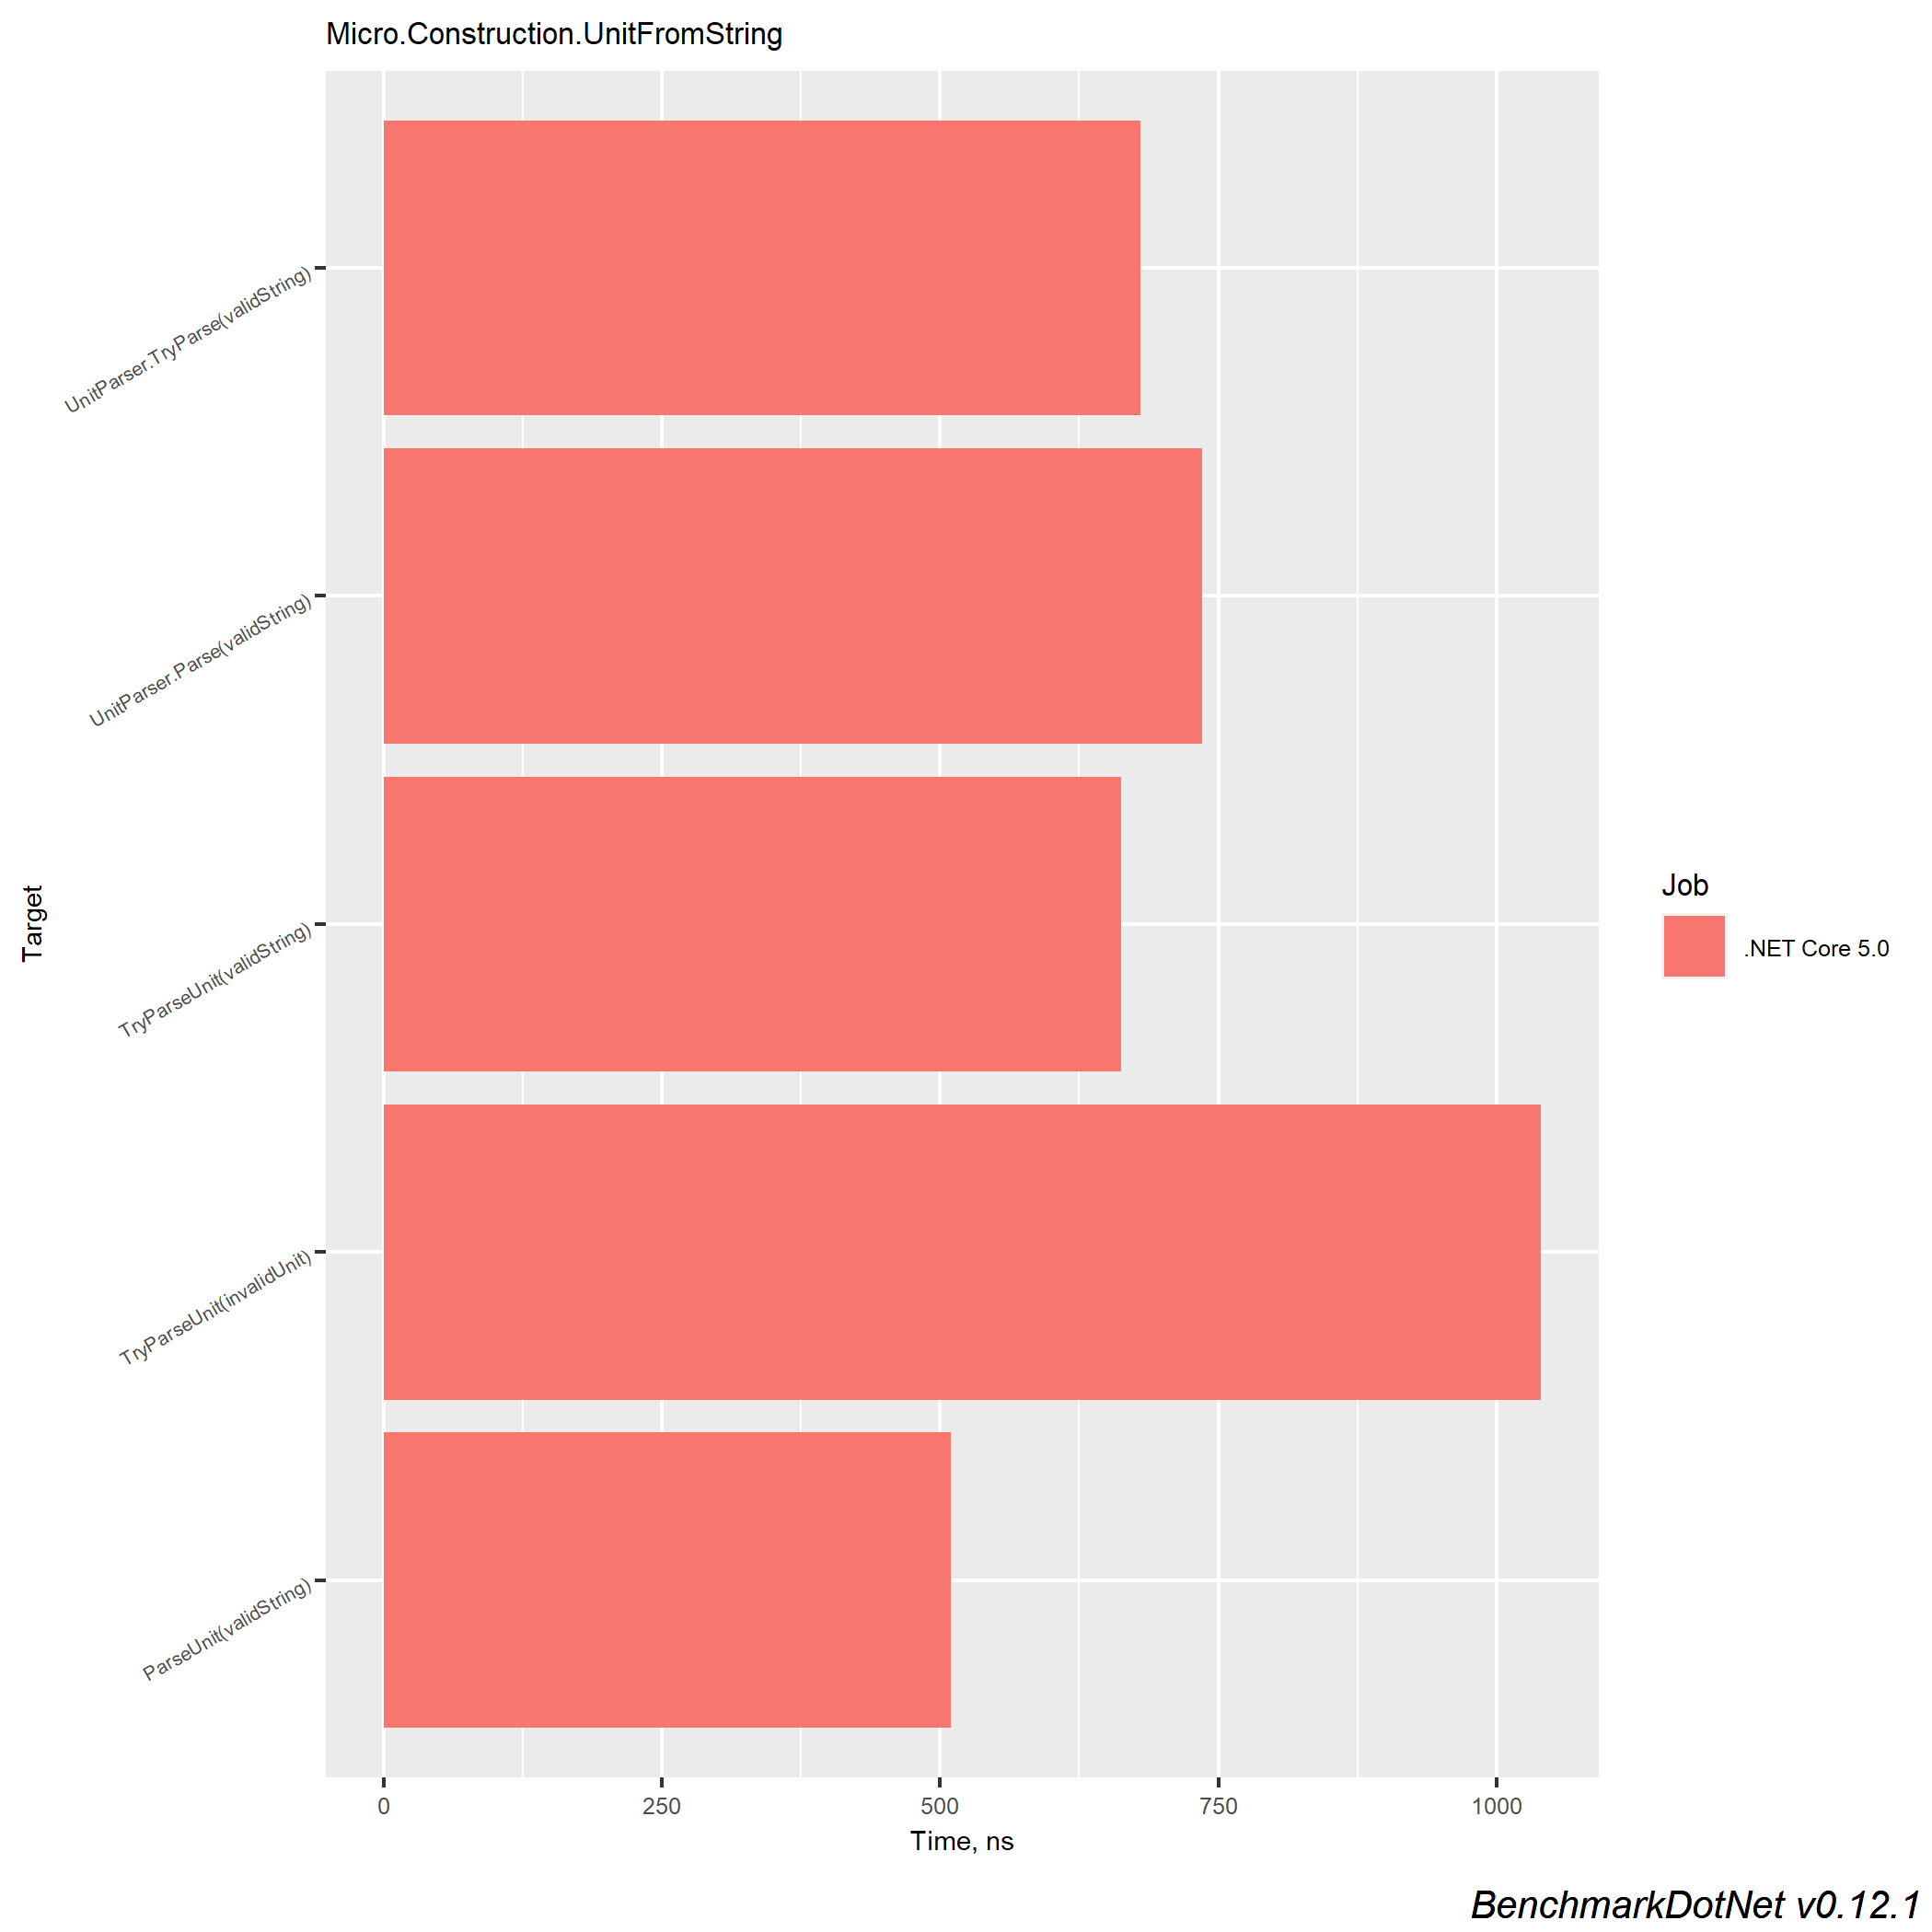 Micro.Construction.UnitFromString
UnitParser.TryParse(validString)
UnitParser.Parse(validString)
TryParseUnit(validString)
TryParseUnit(invalidUnit)
ParseUnit(validString)
Target
0 250 500 750 1000
Time, ns
Job
.NET Core 5.0
BenchmarkDotNet v0.12.1